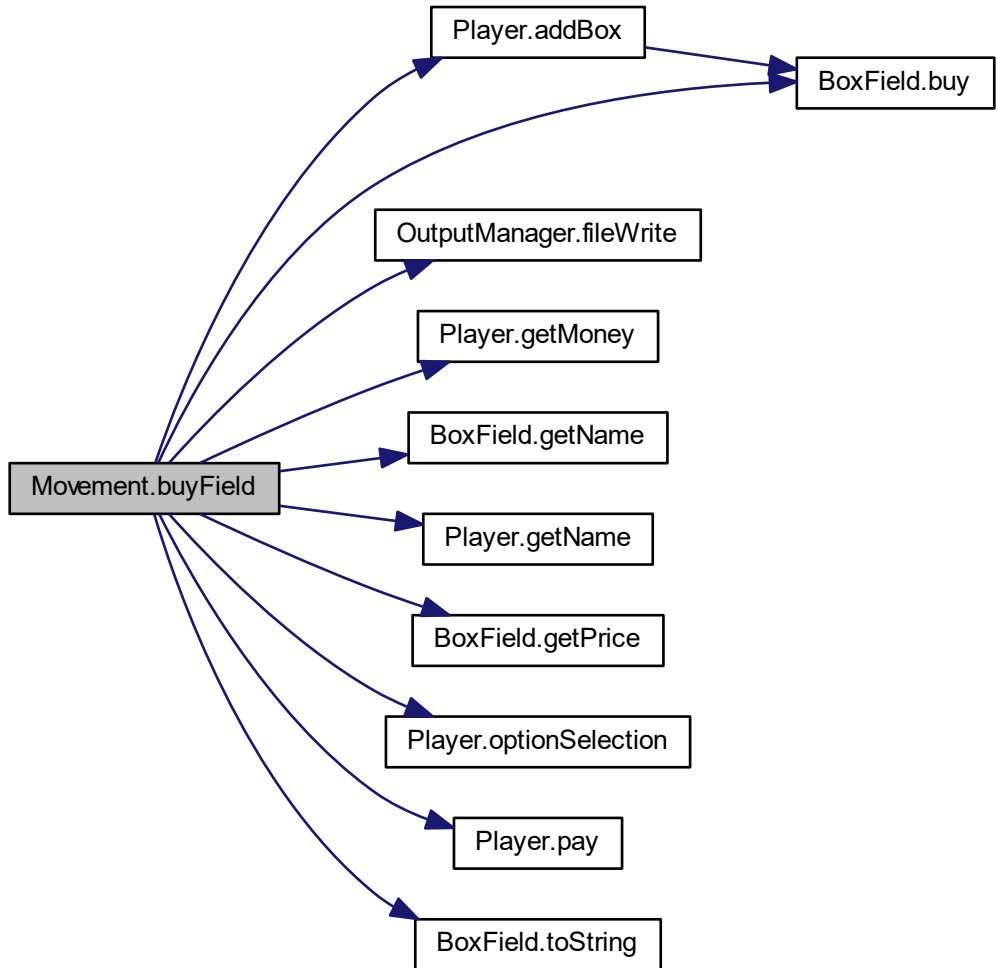 Player.addBox
BoxField.buy
OutputManager.fileWrite
Player.getMoney
BoxField.getName
Movement.buyField
Player.getName
BoxField.getPrice
Player.optionSelection
Player.pay
BoxField.toString